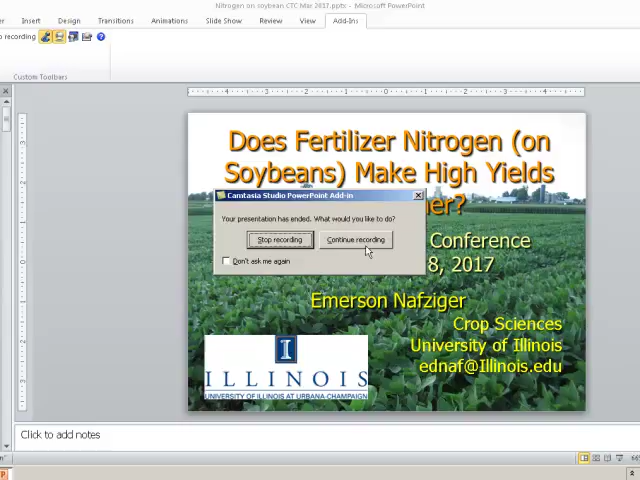 Nitrogen on soybean CTC Mar 2017.pptx - Microsoft PowerPoint
Insert Design Transitions Animations Slide Show Review View Add-Ins
recording
Custom Toolbars
Does Fertilizer Nitrogen (on
Soybeans) Make High Yields
Camtasia Studio PowerPoint Add-in
Your presentation has ended. What would you like to do?
Stop recording Continue recording
Don't ask me again
Conference
8, 2017
Emerson Nafziger
Crop Sciences
University of Illinois
ednaf@Illinois.edu
I
ILLINOIS
UNIVERSITY OF ILLINOIS AT URBANA-CHAMPAIGN
Click to add notes